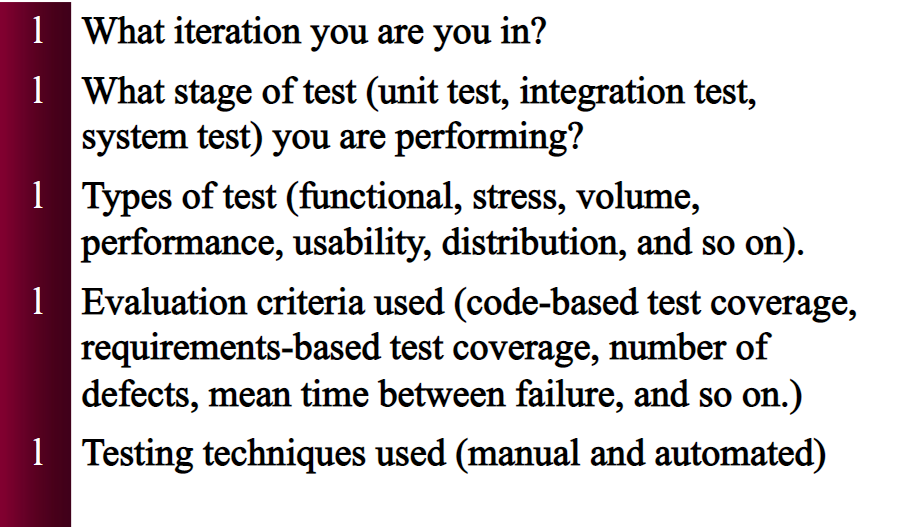 l What iteration you are you in?
l What stage of test (unit test, integration test,
system test) you are performing?
l Types of test (functional, stress, volume,
performance, usability, distribution, and so on).
l Evaluation criteria used (code-based test coverage,
requirements-based test coverage, number of
defects, mean time between failure, and so on.)
l Testing techniques used (manual and automated)